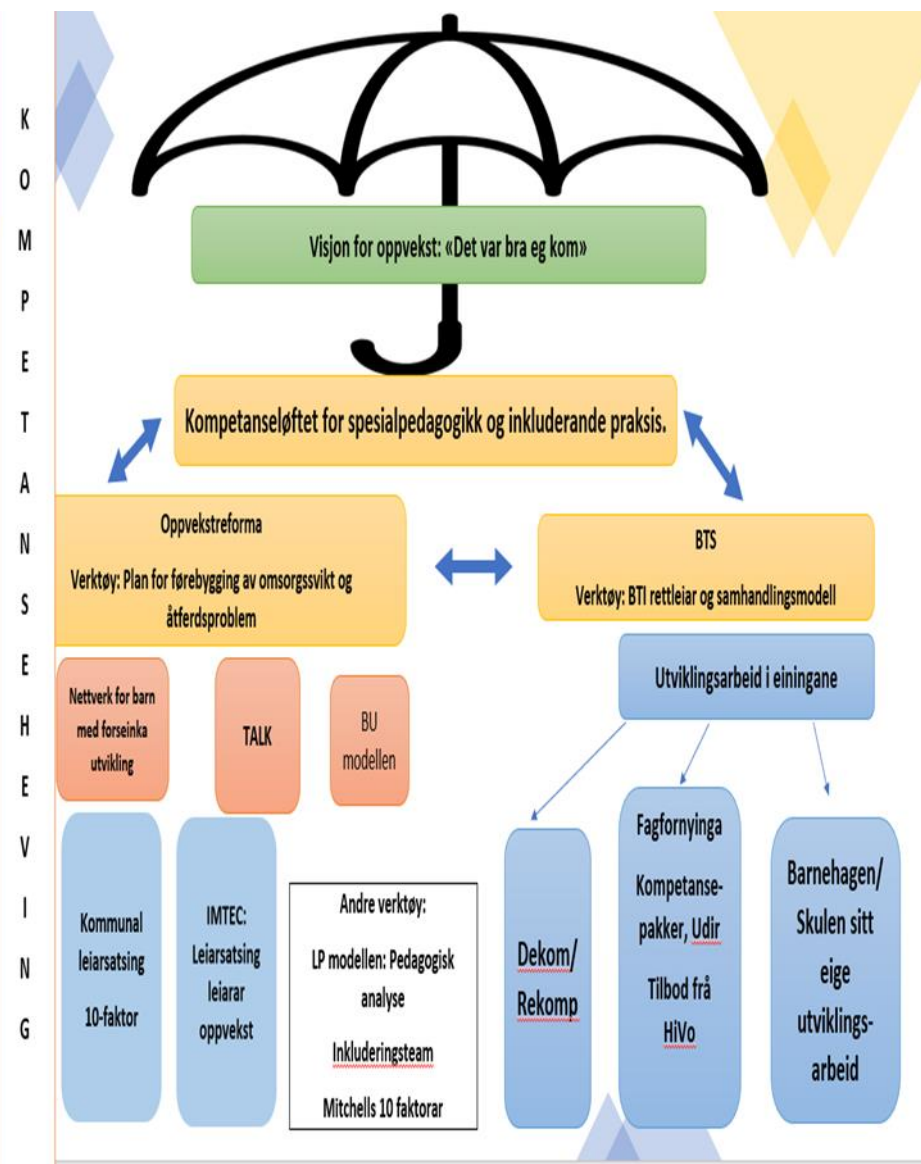 KOMPETANSEHEVING
Visjon for oppvekst: «Det var bra eg kom»
Kompetanseløftet for spesialpedagogikk og inkluderande praksis.
Oppvekstreforma
Verktøy: Plan for førebygging av omsorgssvikt og
åtferdsproblem
BTS
Verktøy: BTI rettleiar og samhandlingsmodell
Nettverk for barn
med forseinka
utvikling
TALK
BU
modellen
Utviklingsarbeid i einingane
Kommunal
leiarsatsing
10-faktor
IMTEC:
Leiarsatsing
leiarar
oppvekst
Andre verktøy:
LP modellen: Pedagogisk
analyse
Inkluderingsteam
Mitchells 10 faktorar
Dekom/
Rekomp
Fagfornyinga
Kompetanse-
pakker, Udir
Tilbod frå
HiVo
Barnehagen/
Skulen sitt
eige
utviklings-
arbeid